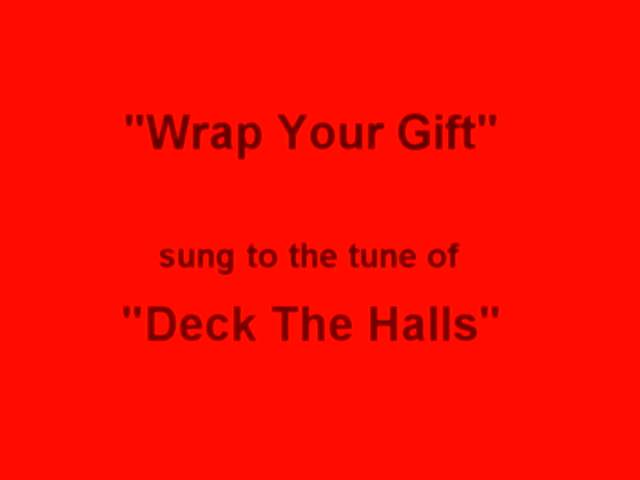 "Wrap Your Gift"
sung to the tune of
"Deck The Halls"